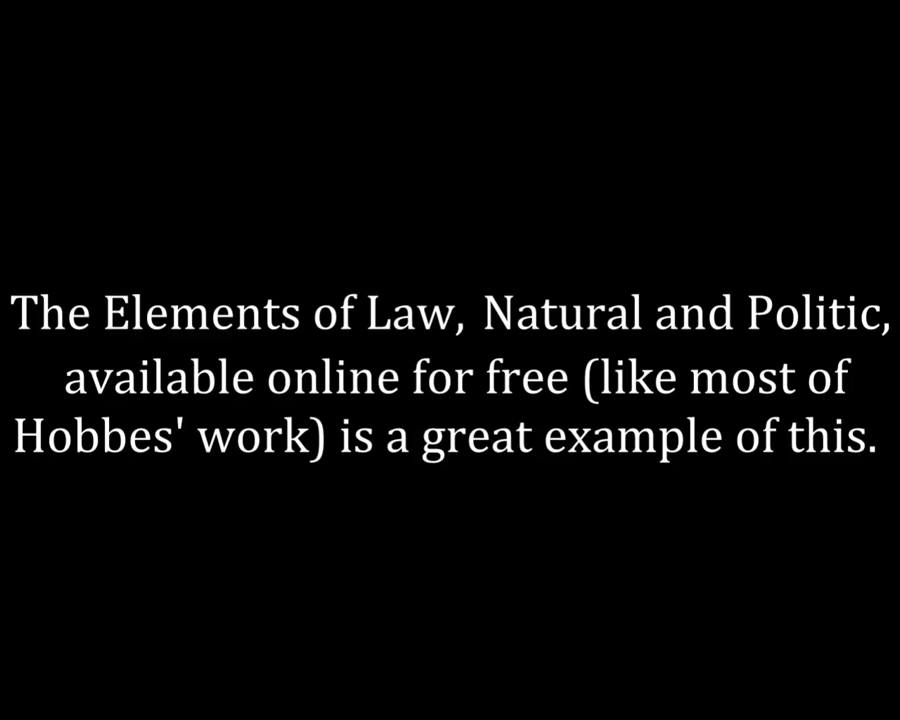 The Elements of Law, Natural and Politic,
available online for free (like most of
Hobbes' work) is a great example of this.